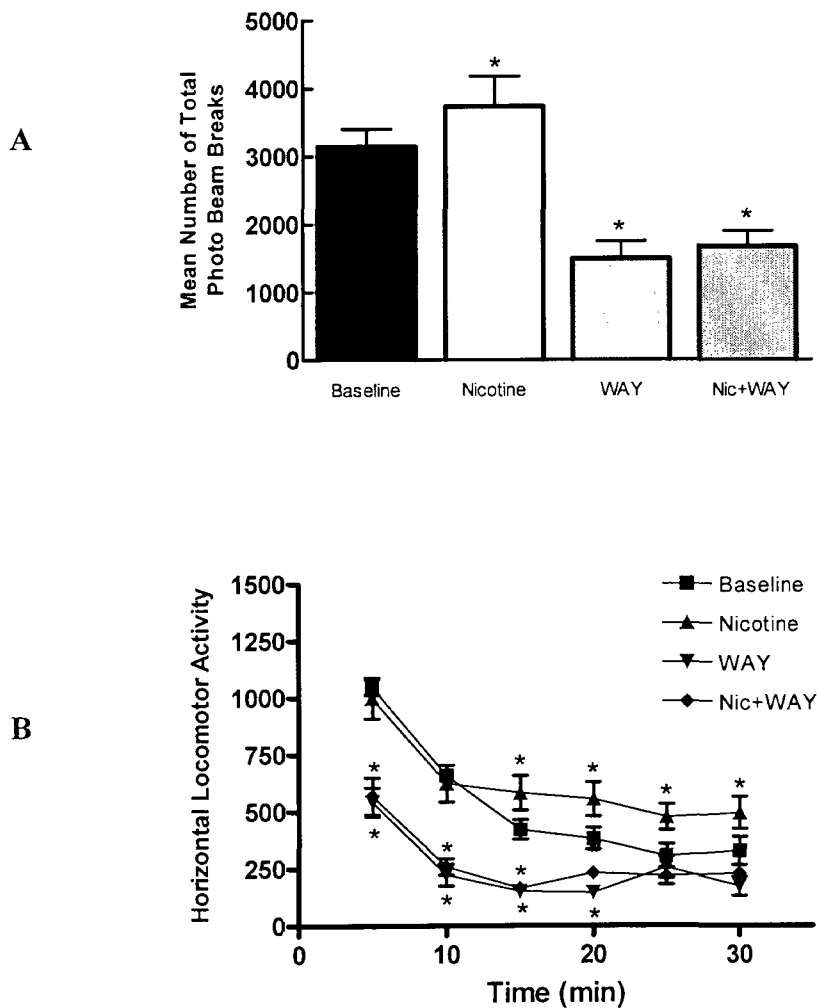 A
Mean Number of Total
Photo Beam Breaks
5000
4000
3000
2000
1000
0
*
*
*
Baseline
Nicotine
WAY
Nic+WAY
B
Horizontal Locomotor Activity
1500
1250
1000
750
500
250
0
Baseline
Nicotine
WAY
Nic+WAY
*
*
*
*
*
*
*
*
*
*
*
*
0
10
20
30
Time (min)